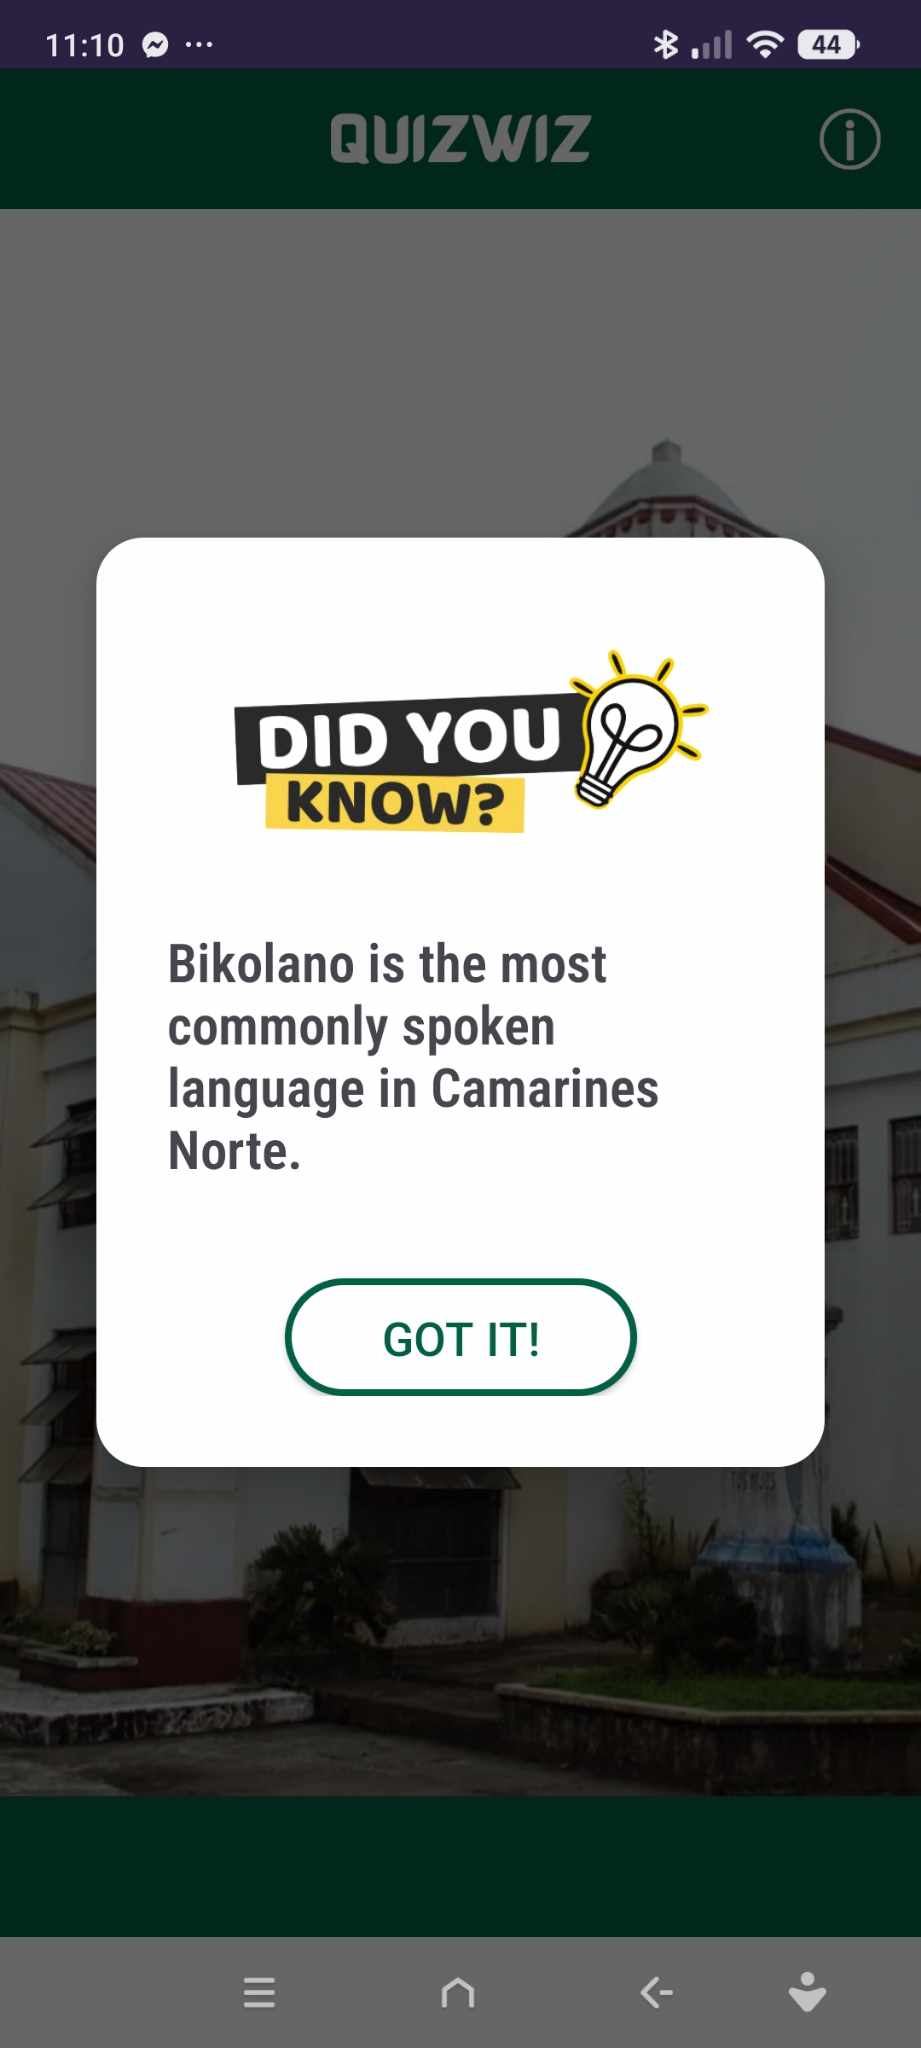 11:10 ... 44
QUIZWIZ
DID YOU
KNOW?
Bikolano is the most
commonly spoken
language in Camarines
Norte.
GOT IT!